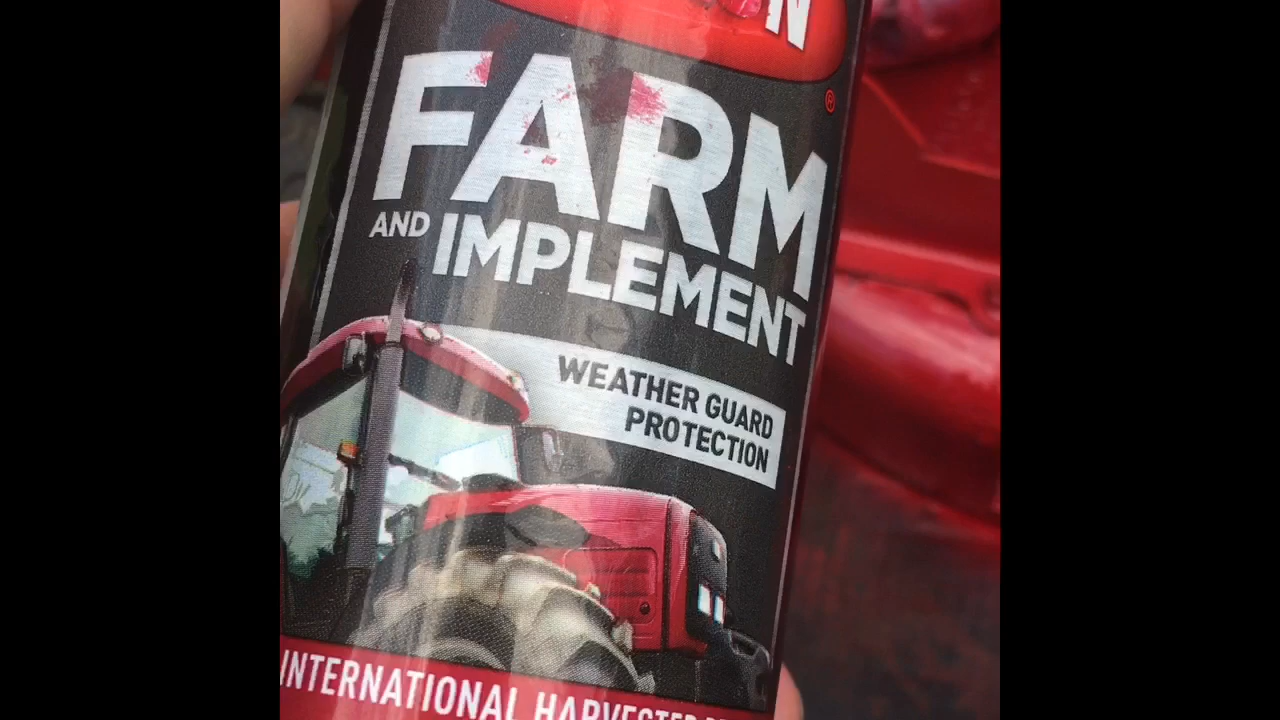 FARM
®
AND IMPLEMENT
WEATHER GUARD
PROTECTION
INTERNATIONAL HARVESTER